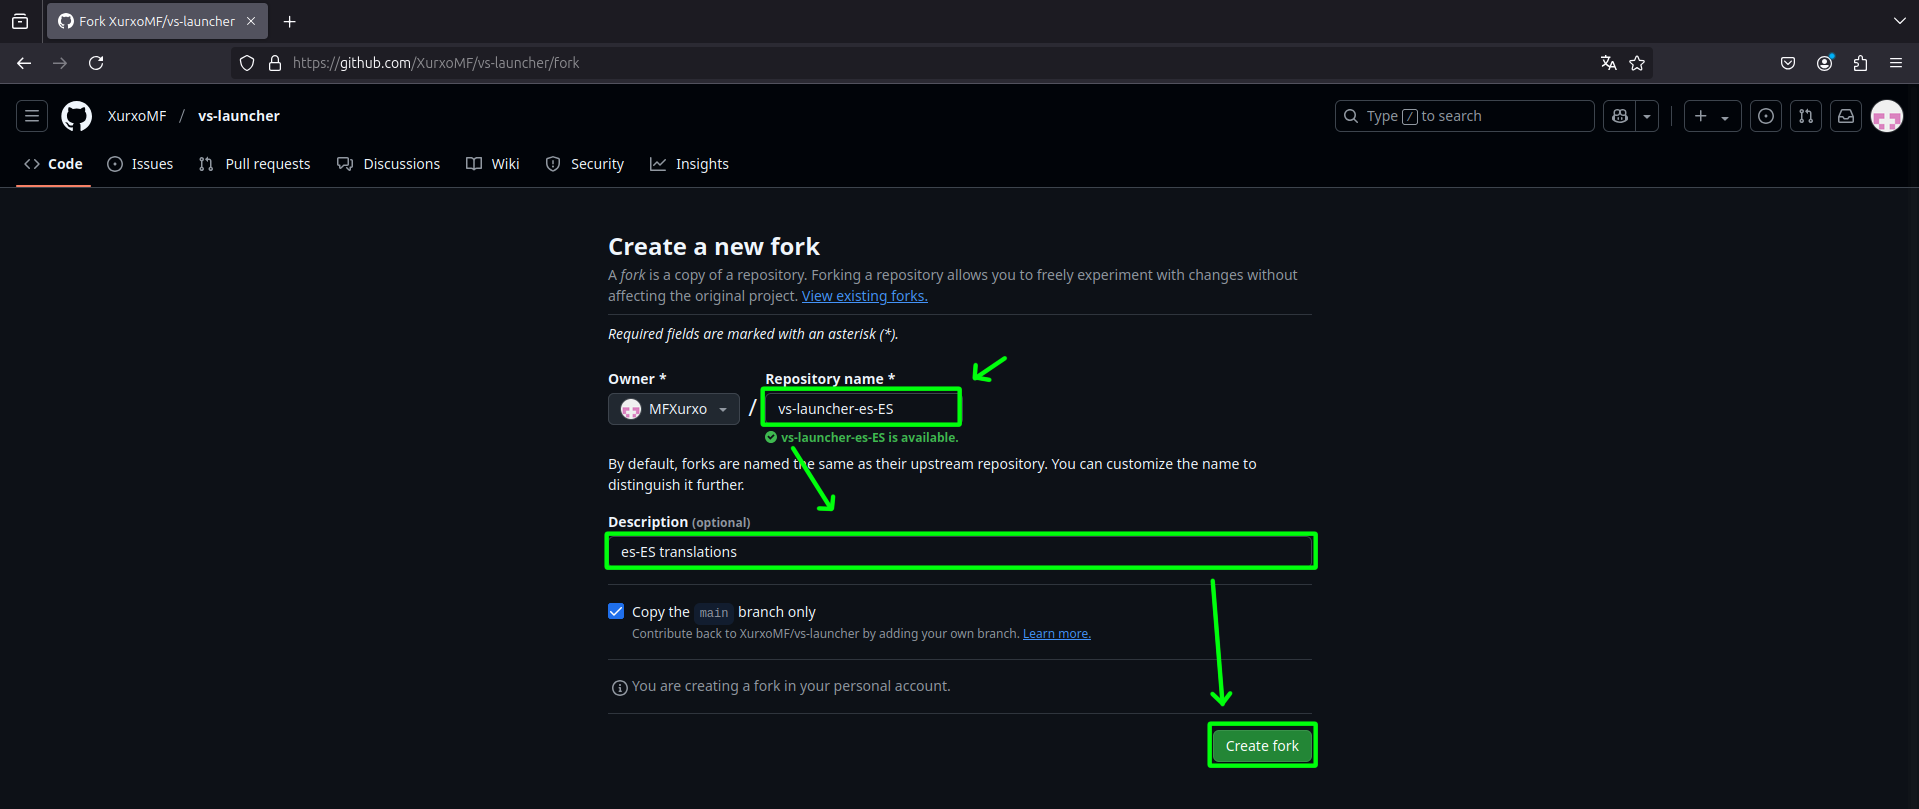 Fork XurxoMF/vs-launcher
https://github.com/XurxoMF/vs-launcher/fork
XurxoMF / vs-launcher
Type / to search
Code Issues Pull requests Discussions Wiki Security Insights
Create a new fork
A fork is a copy of a repository. Forking a repository allows you to freely experiment with changes without
affecting the original project. View existing forks.
Required fields are marked with an asterisk (*).
Owner * Repository name *
MFXurxo / vs-launcher-es-ES
vs-launcher-es-ES is available.
By default, forks are named the same as their upstream repository. You can customize the name to
distinguish it further.
Description (optional)
es-ES translations
Copy the main branch only
Contribute back to XurxoMF/vs-launcher by adding your own branch. Learn more.
You are creating a fork in your personal account.
Create fork